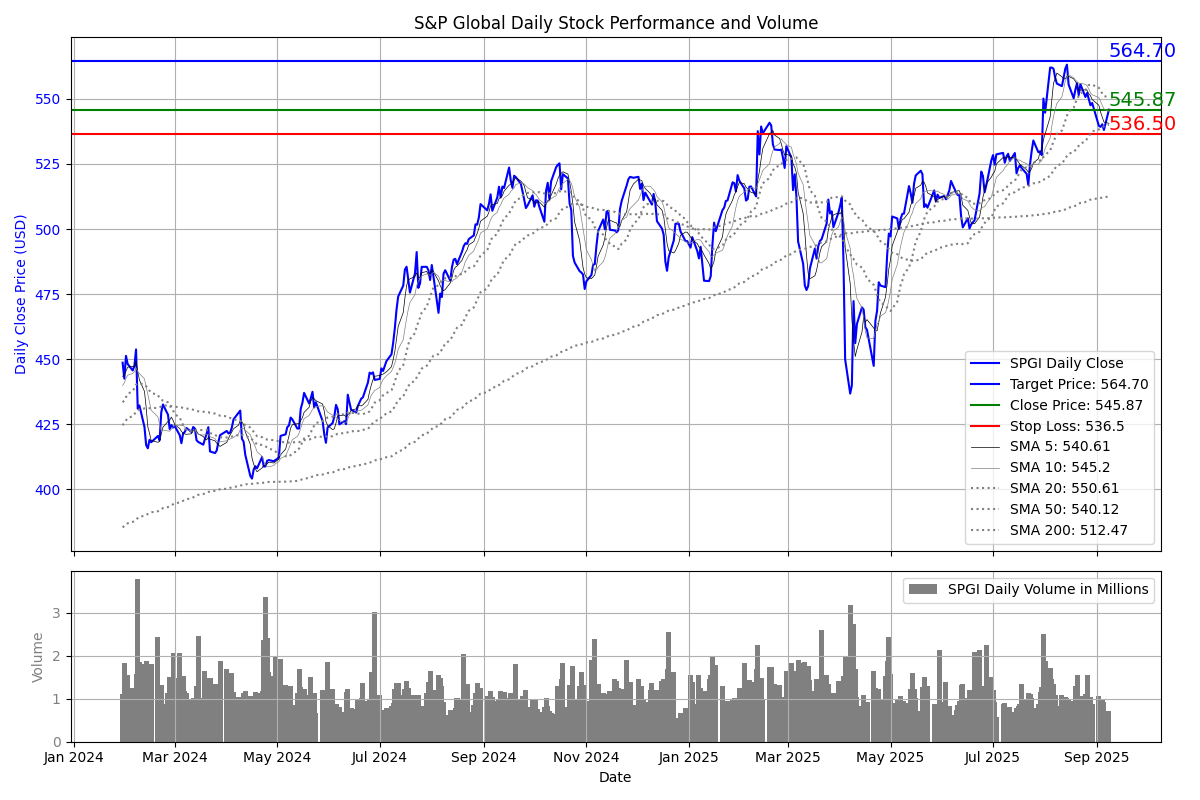 S&P Global Daily Stock Performance and Volume
564.70
545.87
536.50
550
525
500
475
450
425
400
Daily Close Price (USD)
SPGI Daily Close
Target Price: 564.70
Close Price: 545.87
Stop Loss: 536.5
SMA 5: 540.61
SMA 10: 545.2
SMA 20: 550.61
SMA 50: 540.12
SMA 200: 512.47
SPGI Daily Volume in Millions
3
2
1
0
Volume
Jan 2024 Mar 2024 May 2024 Jul 2024 Sep 2024 Nov 2024 Jan 2025 Mar 2025 May 2025 Jul 2025 Sep 2025
Date